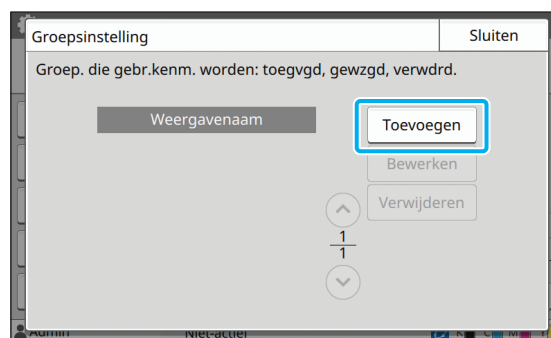 Groepsinstelling
Sluiten
Groep. die gebr.kenm. worden: toegvgd, gewzgd, verwdrd.
Weergavenaam
Toevoegen
Bewerken
Verwijderen
1
1
Admin Niet-actief K C M